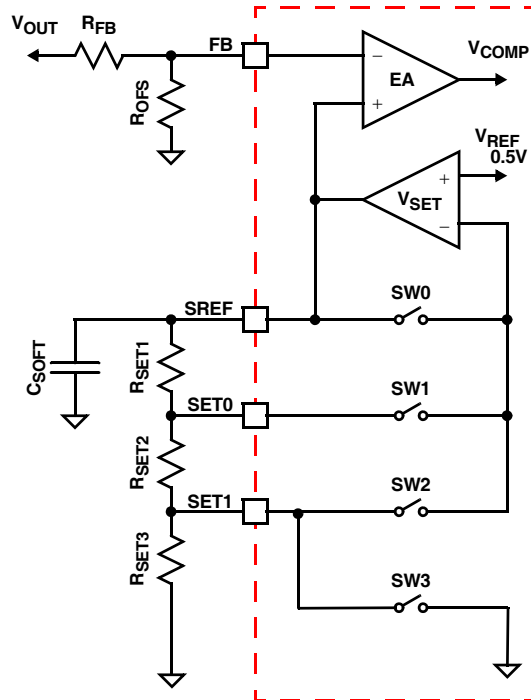 VOUT
RFB
FB
ROFS
−
+
EA
VCOMP
VREF
0.5V
+
−
VSET
SREF
SW0
CSOFT
RSET1
SET0
SW1
RSET2
SET1
SW2
RSET3
SW3